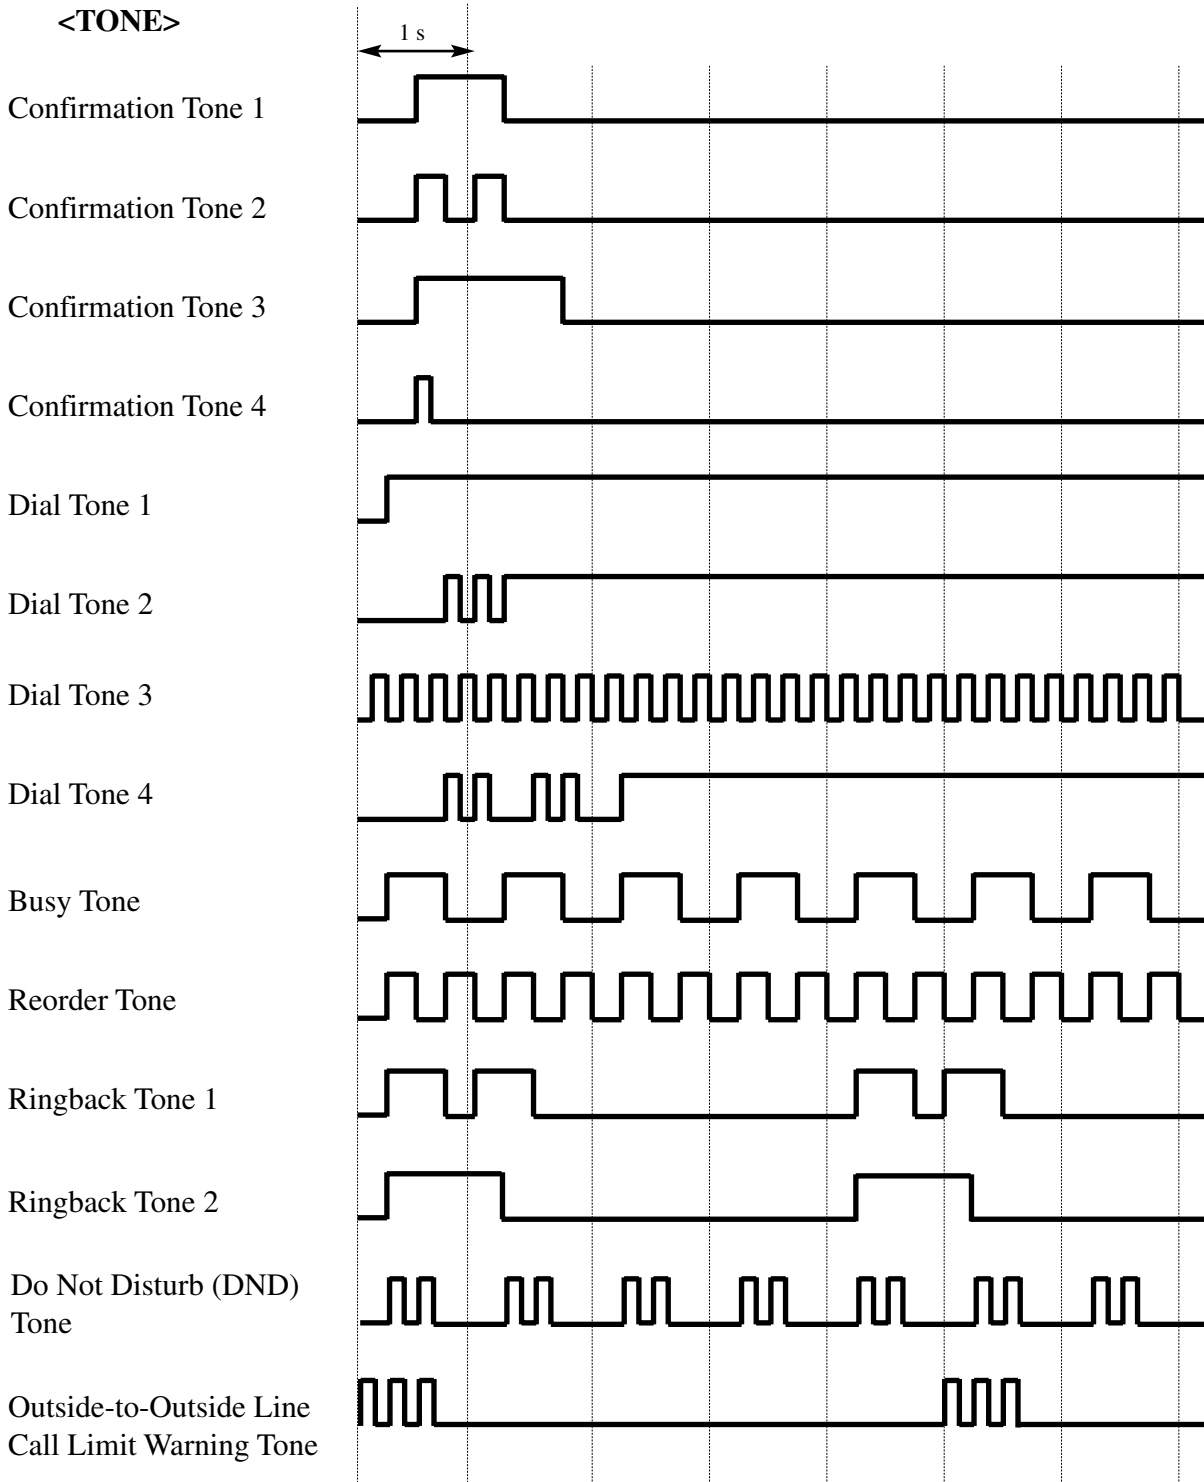 <TONE>
1 s
Confirmation Tone 1
Confirmation Tone 2
Confirmation Tone 3
Confirmation Tone 4
Dial Tone 1
Dial Tone 2
Dial Tone 3
Dial Tone 4
Busy Tone
Reorder Tone
Ringback Tone 1
Ringback Tone 2
Do Not Disturb (DND)
Tone
Outside-to-Outside Line
Call Limit Warning Tone